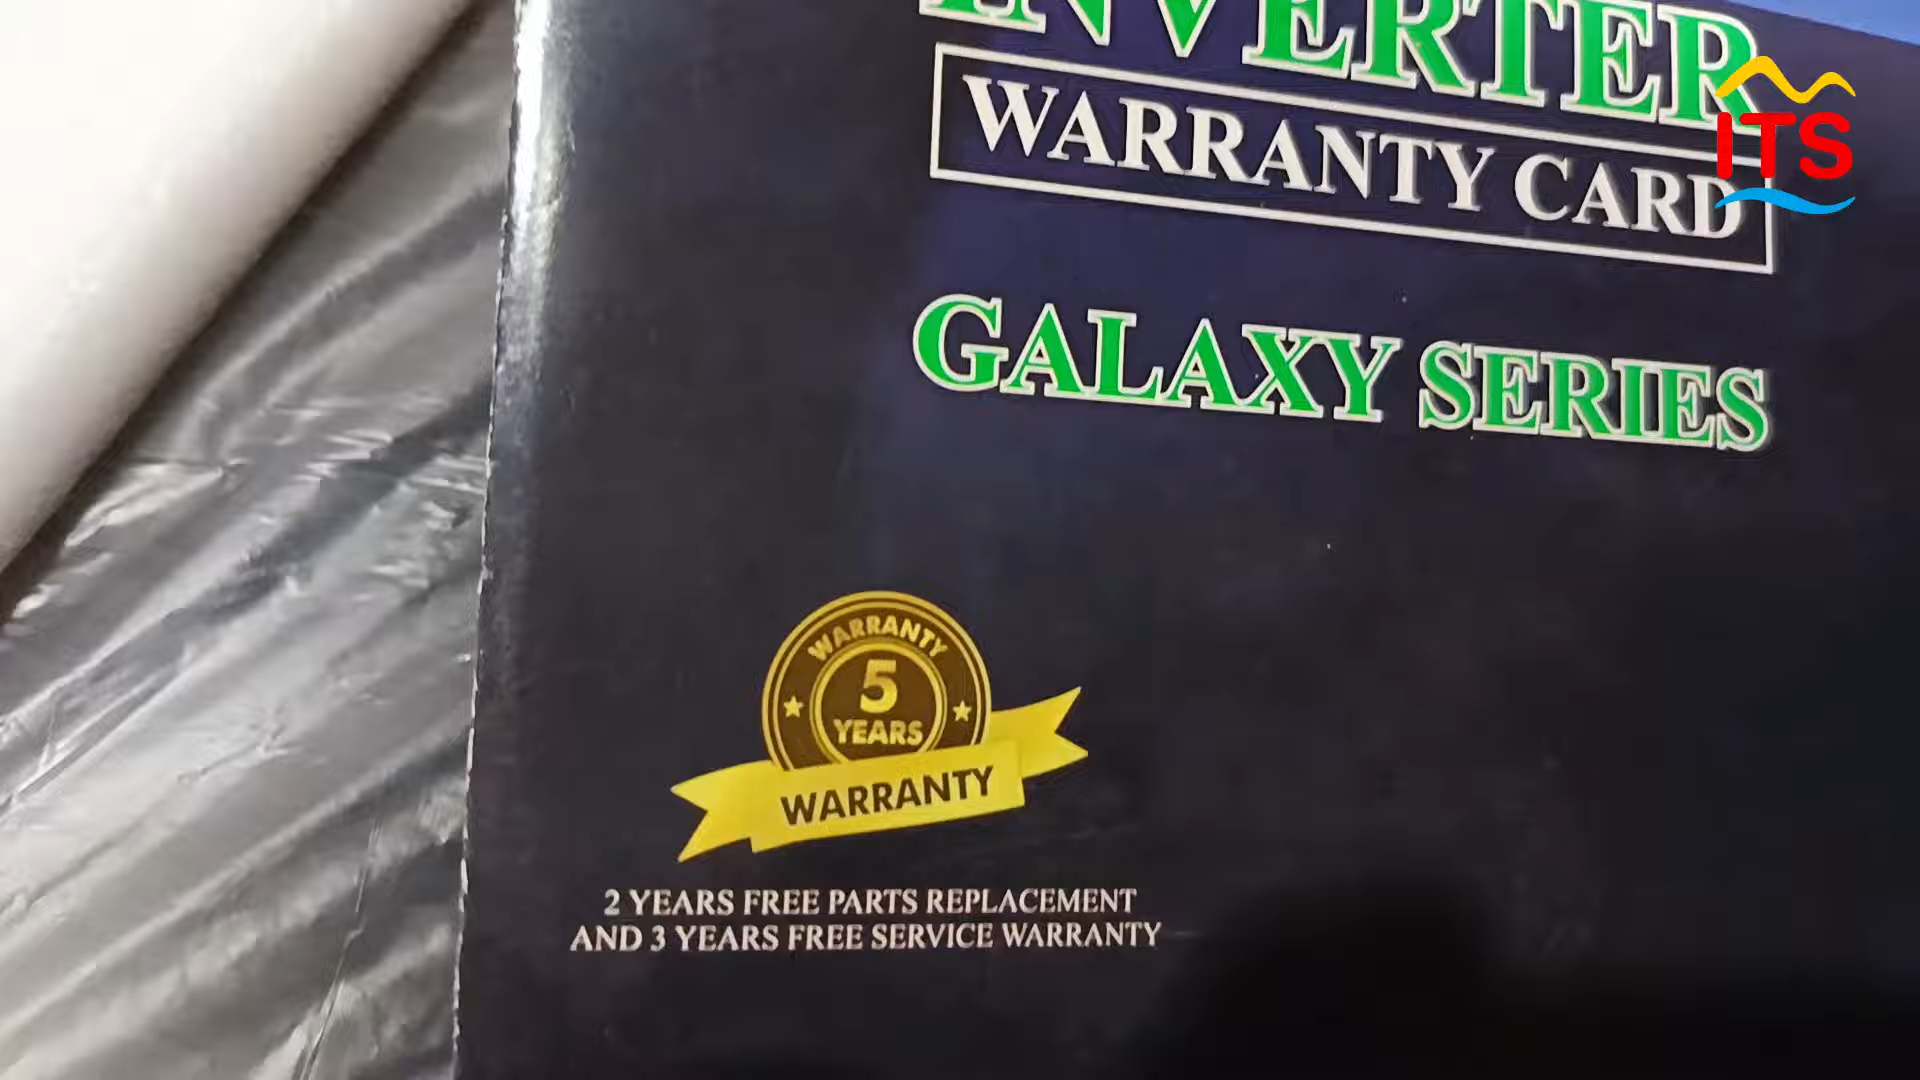 INVERTER
WARRANTY CARD
ITS
GALAXY SERIES
WARRANTY
5
YEARS
WARRANTY
2 YEARS FREE PARTS REPLACEMENT
AND 3 YEARS FREE SERVICE WARRANTY